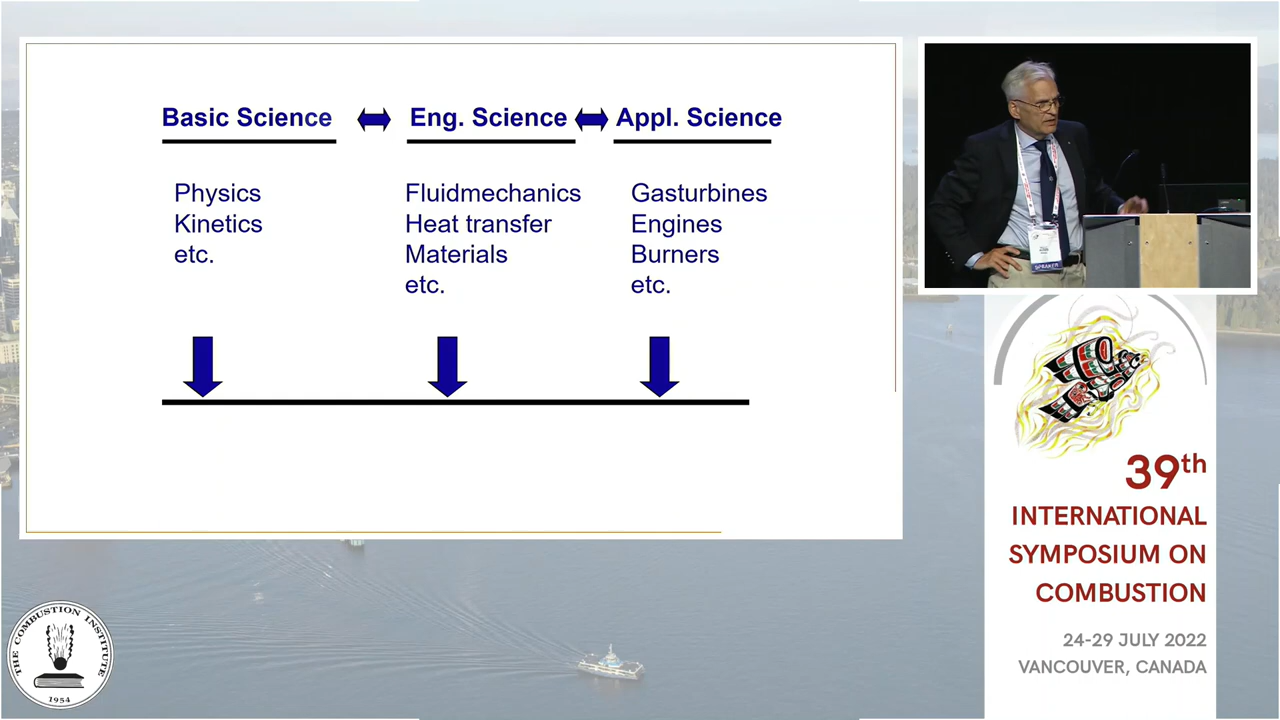 Basic Science
Eng. Science
Appl. Science
Physics
Kinetics
etc.
Fluidmechanics
Heat transfer
Materials
etc.
Gasturbines
Engines
Burners
etc.
SPEAKER
39th
INTERNATIONAL
SYMPOSIUM ON
COMBUSTION
24-29 JULY 2022
VANCOUVER, CANADA
THE COMBUSTION INSTITUTE
1954